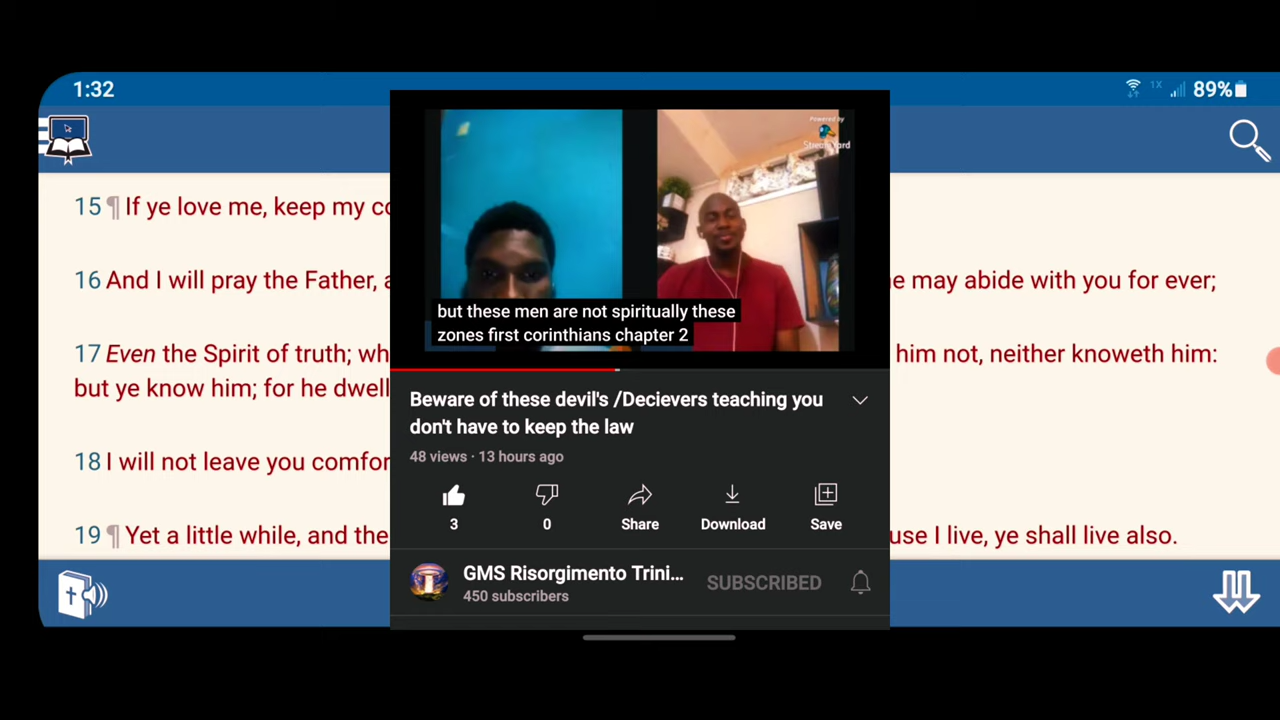 1:32
1X
89%
15 ¶ If ye love me, keep my co
16 And I will pray the Father, a
e may abide with you for ever;
17 Even the Spirit of truth; wh
him not, neither knoweth him:
but ye know him; for he dwell
18 I will not leave you comfor
19 ¶ Yet a little while, and the
use I live, ye shall live also.
Powered by
StreamYard
but these men are not spiritually these
zones first corinthians chapter 2
Beware of these devil's /Decievers teaching you
don't have to keep the law
48 views · 13 hours ago
3
0
Share
Download
Save
GMS Risorgimento Trini...
SUBSCRIBED
450 subscribers